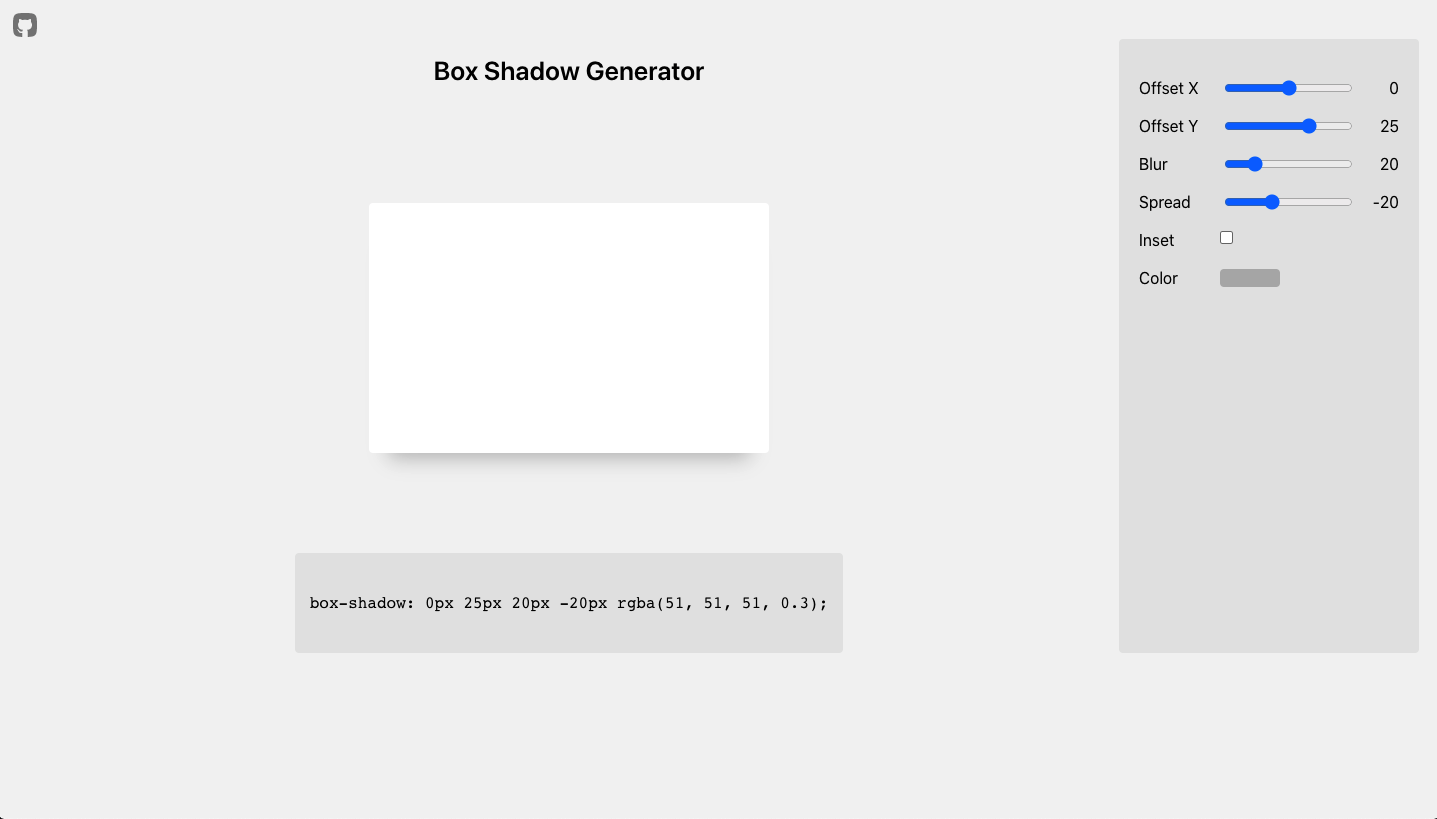 Box Shadow Generator
Offset X 0
Offset Y 25
Blur 20
Spread -20
Inset
Color
box-shadow: 0px 25px 20px -20px rgba(51, 51, 51, 0.3);